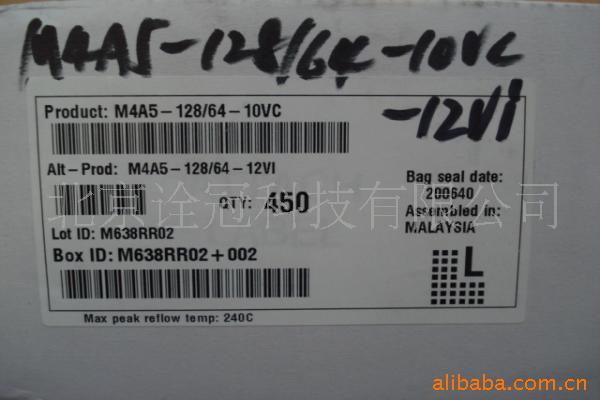 M4A5-128/64-10VC
-12Vi
Product: M4A5-128/64-10VC
Alt-Prod: M4A5-128/64-12VI
QTY: 450
Bag seal date:
200640
Assembled in:
MALAYSIA
Lot ID: M638RR02
Box ID: M638RR02+002
L
Max peak reflow temp: 240C
北京诠冠科技有限公司
alibaba.com.cn